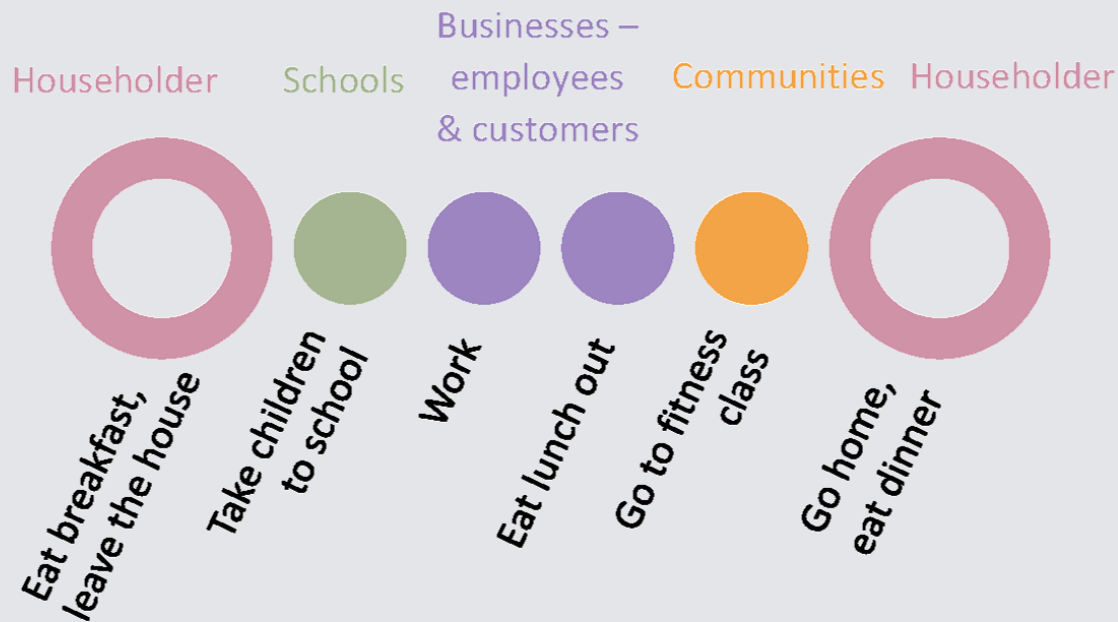 Householder
Schools
Businesses –
employees
& customers
Communities
Householder
Eat breakfast,
leave the house
Take children
to school
Work
Eat lunch out
Go to fitness
class
Go home,
eat dinner